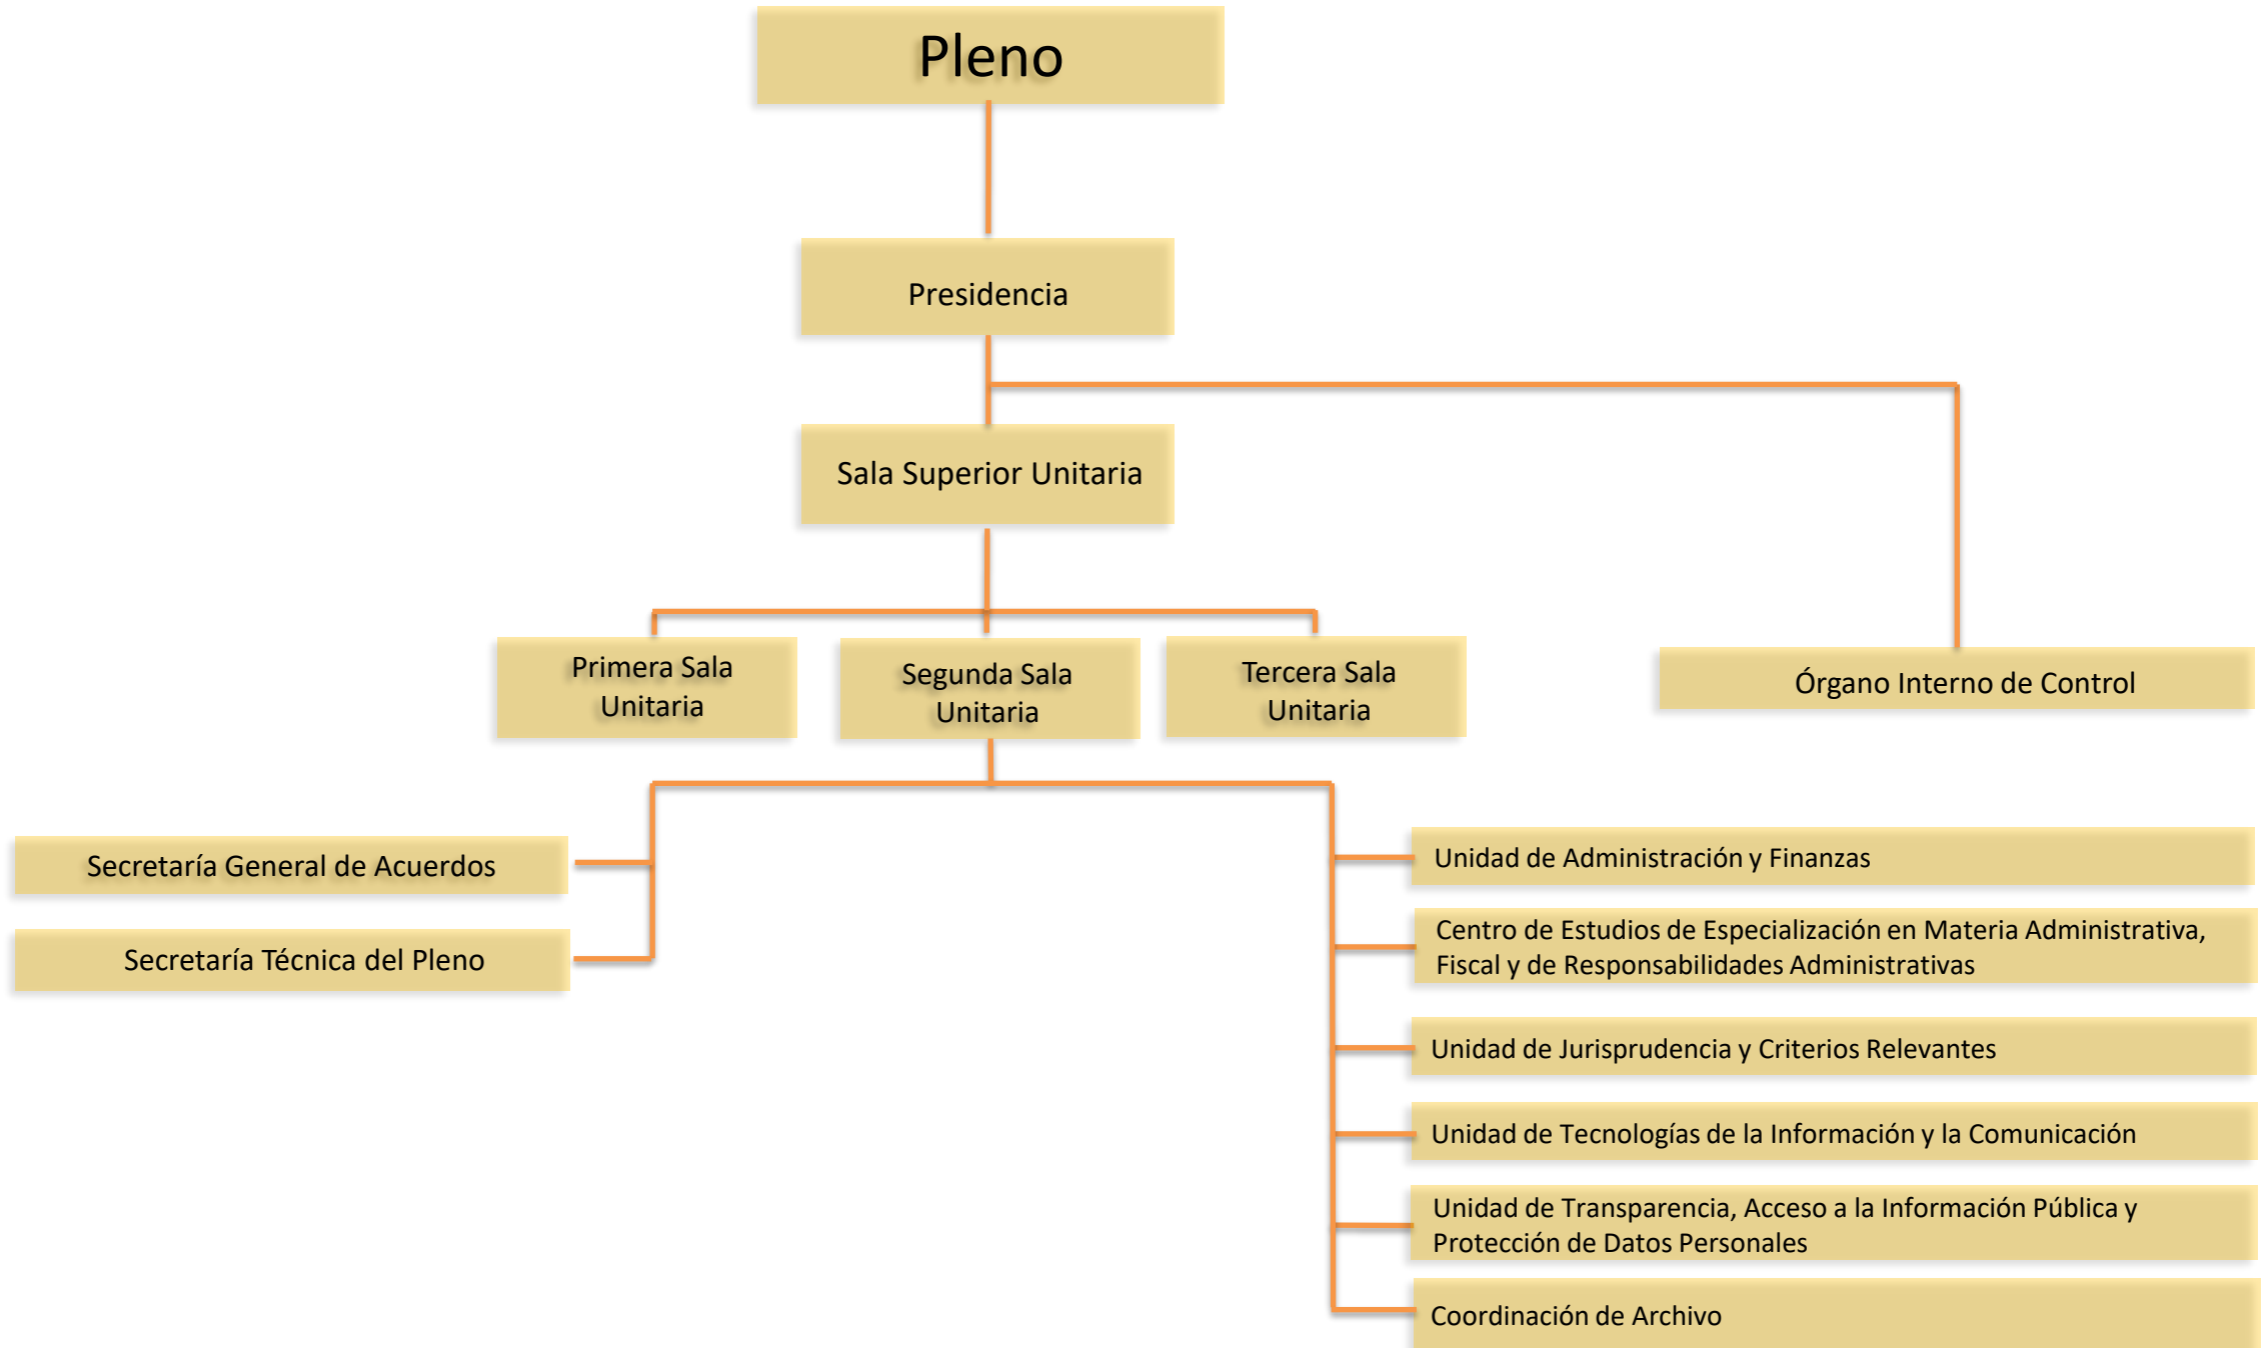 Pleno
Presidencia
Sala Superior Unitaria
Primera Sala
Unitaria
Segunda Sala
Unitaria
Tercera Sala
Unitaria
Órgano Interno de Control
Secretaría General de Acuerdos
Secretaría Técnica del Pleno
Unidad de Administración y Finanzas
Centro de Estudios de Especialización en Materia Administrativa,
Fiscal y de Responsabilidades Administrativas
Unidad de Jurisprudencia y Criterios Relevantes
Unidad de Tecnologías de la Información y la Comunicación
Unidad de Transparencia, Acceso a la Información Pública y
Protección de Datos Personales
Coordinación de Archivo